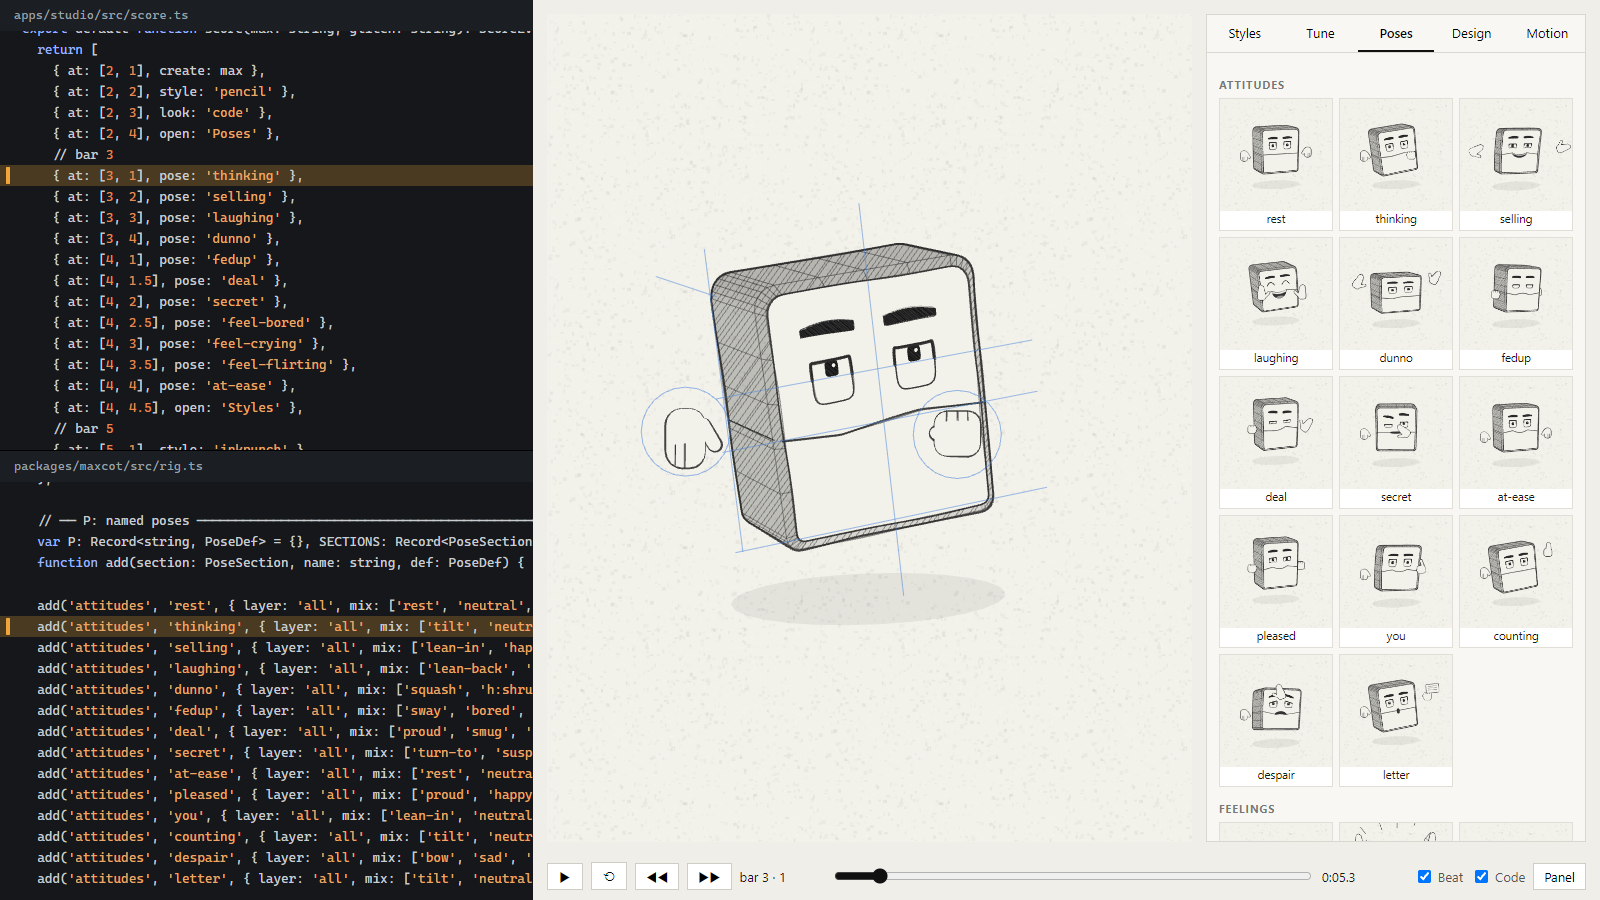 apps/studio/src/score.ts
return [
{ at: [2, 1], create: max },
{ at: [2, 2], style: 'pencil' },
{ at: [2, 3], look: 'code' },
{ at: [2, 4], open: 'Poses' },
// bar 3
{ at: [3, 1], pose: 'thinking' },
{ at: [3, 2], pose: 'selling' },
{ at: [3, 3], pose: 'laughing' },
{ at: [3, 4], pose: 'dunno' },
{ at: [4, 1], pose: 'fedup' },
{ at: [4, 1.5], pose: 'deal' },
{ at: [4, 2], pose: 'secret' },
{ at: [4, 2.5], pose: 'feel-bored' },
{ at: [4, 3], pose: 'feel-crying' },
{ at: [4, 3.5], pose: 'feel-flirting' },
{ at: [4, 4], pose: 'at-ease' },
{ at: [4, 4.5], open: 'Styles' },
// bar 5
packages/maxcot/src/rig.ts
// —— P: named poses
var P: Record<string, PoseDef> = {}, SECTIONS: Record<PoseSection
function add(section: PoseSection, name: string, def: PoseDef) {
add('attitudes', 'rest', { layer: 'all', mix: ['rest', 'neutral',
add('attitudes', 'thinking', { layer: 'all', mix: ['tilt', 'neutr
add('attitudes', 'selling', { layer: 'all', mix: ['lean-in', 'hap
add('attitudes', 'laughing', { layer: 'all', mix: ['lean-back', '
add('attitudes', 'dunno', { layer: 'all', mix: ['squash', 'h:shru
add('attitudes', 'fedup', { layer: 'all', mix: ['sway', 'bored',
add('attitudes', 'deal', { layer: 'all', mix: ['proud', 'smug', '
add('attitudes', 'secret', { layer: 'all', mix: ['turn-to', 'susp
add('attitudes', 'at-ease', { layer: 'all', mix: ['rest', 'neutra
add('attitudes', 'pleased', { layer: 'all', mix: ['proud', 'happy
add('attitudes', 'you', { layer: 'all', mix: ['lean-in', 'neutral
add('attitudes', 'counting', { layer: 'all', mix: ['tilt', 'neutr
add('attitudes', 'despair', { layer: 'all', mix: ['bow', 'sad', '
add('attitudes', 'letter', { layer: 'all', mix: ['tilt', 'neutral
bar 3 · 1
0:05.3
Beat
Code
Panel
Styles
Tune
Poses
Design
Motion
ATTITUDES
rest
thinking
selling
laughing
dunno
fedup
deal
secret
at-ease
pleased
you
counting
despair
letter
FEELINGS